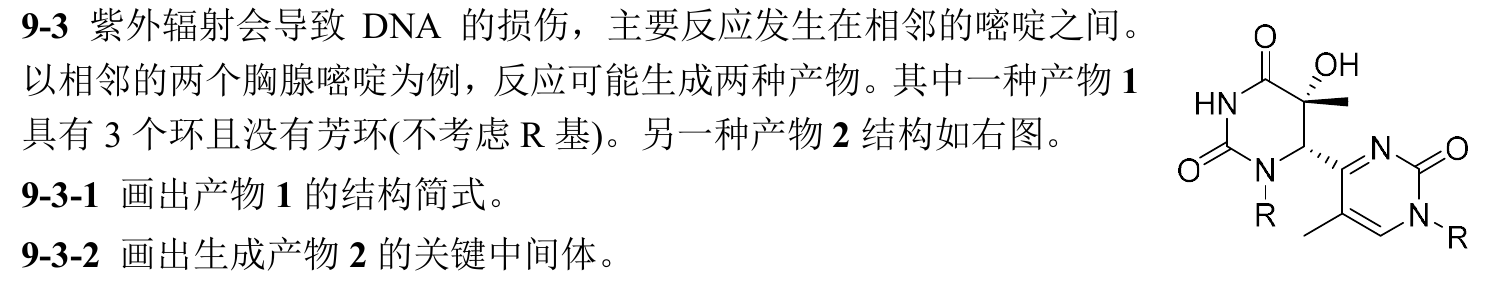 9-3 紫外辐射会导致 DNA 的损伤，主要反应发生在相邻的嘧啶之间。
以相邻的两个胸腺嘧啶为例，反应可能生成两种产物。其中一种产物 1
具有 3 个环且没有芳环(不考虑 R 基)。另一种产物 2 结构如右图。
9-3-1 画出产物 1 的结构简式。
9-3-2 画出生成产物 2 的关键中间体。
O
OH
HN
O
N
R
N
O
N
R